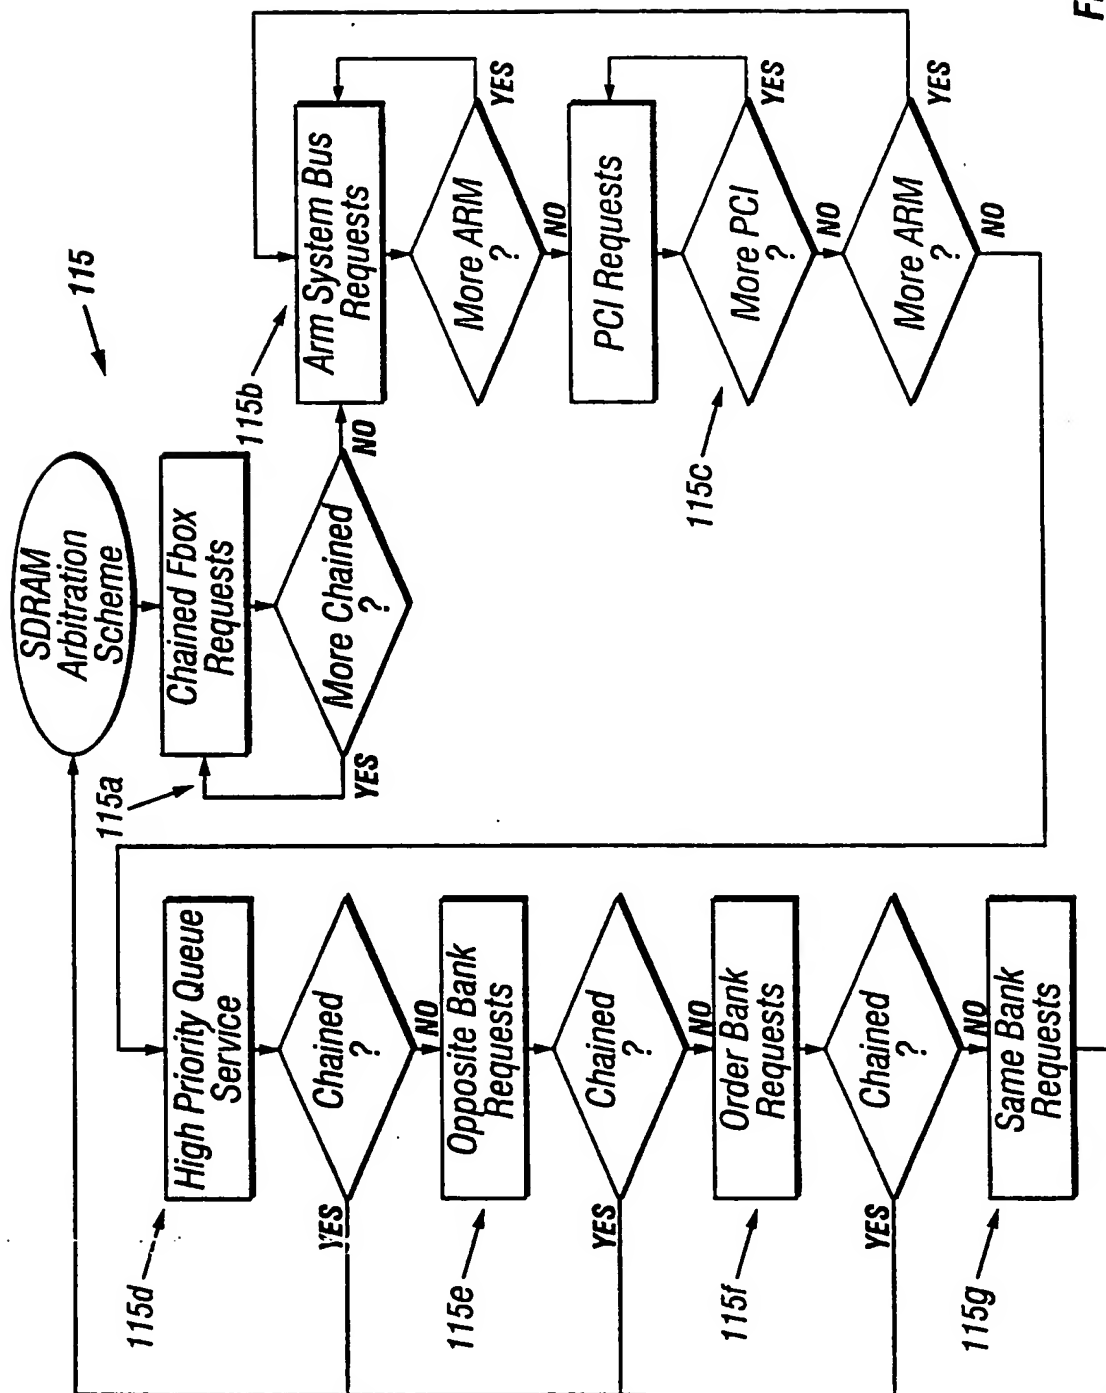 SDRAM
Arbitration
Scheme
115
115a
Chained Fbox
Requests
More Chained
?
YES
NO
115b
Arm System Bus
Requests
More ARM
?
YES
NO
PCI Requests
115c
More PCI
?
YES
NO
More ARM
?
YES
NO
115d
High Priority Queue
Service
Chained
?
YES
NO
115e
Opposite Bank
Requests
Chained
?
YES
NO
115f
Order Bank
Requests
Chained
?
YES
NO
115g
Same Bank
Requests